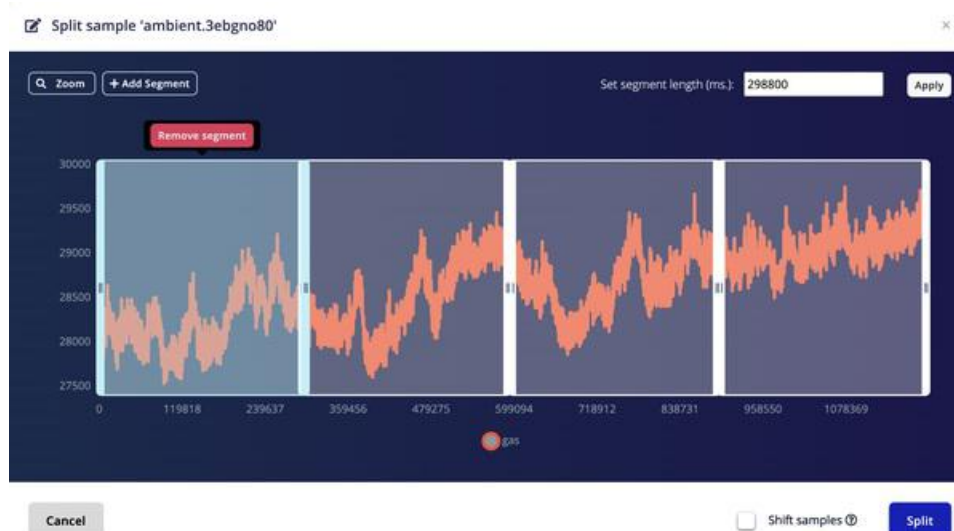 Split sample 'ambient.3ebgno80'
Zoom + Add Segment Set segment length (ms.): 298800 Apply
Remove segment
30000
29500
29000
28500
28000
27500
0 119818 239637 359456 479275 599094 718912 838731 958550 1078369
gas
Cancel Shift samples Split